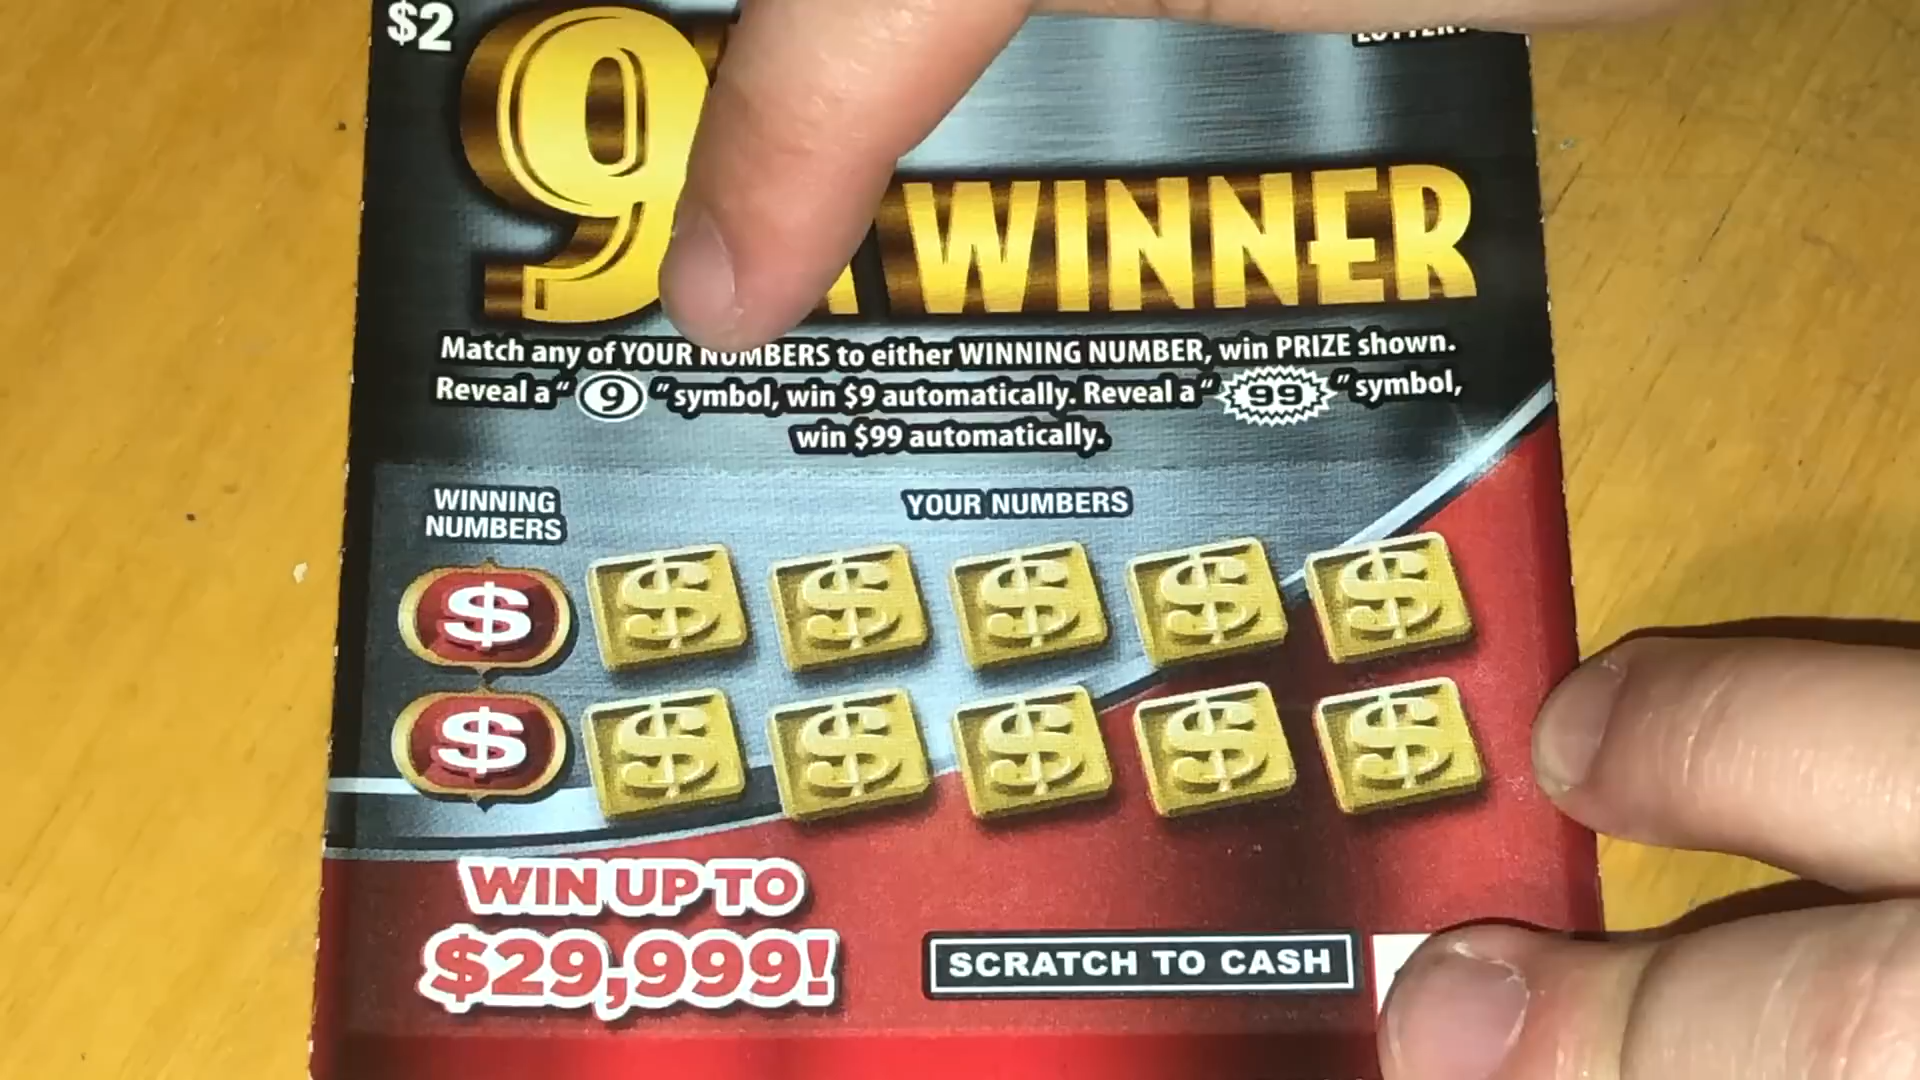 $2
9
WINNER
Match any of YOUR NUMBERS to either WINNING NUMBER, win PRIZE shown.
Reveal a "9" symbol, win $9 automatically. Reveal a "99" symbol,
win $99 automatically.
WINNING
NUMBERS
YOUR NUMBERS
$ $ $ $ $ $
$ $ $ $ $ $
WIN UP TO
$29,999!
SCRATCH TO CASH